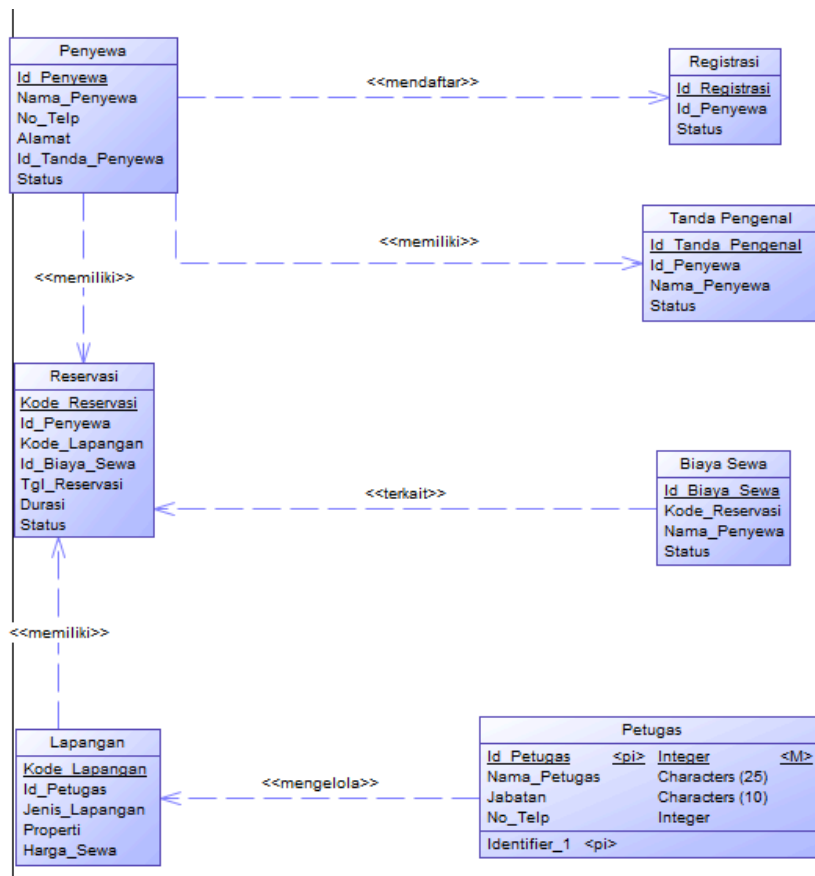 Penyewa
Id_Penyewa
Nama_Penyewa
No_Telp
Alamat
Id_Tanda_Penyewa
Status
<<mendaftar>>
Registrasi
Id_Registrasi
Id_Penyewa
Status
<<memiliki>>
Tanda Pengenal
Id_Tanda_Pengenal
Id_Penyewa
Nama_Penyewa
Status
<<memiliki>>
Reservasi
Kode_Reservasi
Id_Penyewa
Kode_Lapangan
Id_Biaya_Sewa
Tgl_Reservasi
Durasi
Status
<<terkait>>
Biaya Sewa
Id_Biaya_Sewa
Kode_Reservasi
Nama_Penyewa
Status
<<memiliki>>
Lapangan
Kode_Lapangan
Id_Petugas
Jenis_Lapangan
Properti
Harga_Sewa
<<mengelola>>
Petugas
Id_Petugas <pi> Integer <M>
Nama_Petugas Characters (25)
Jabatan Characters (10)
No_Telp Integer
Identifier_1 <pi>